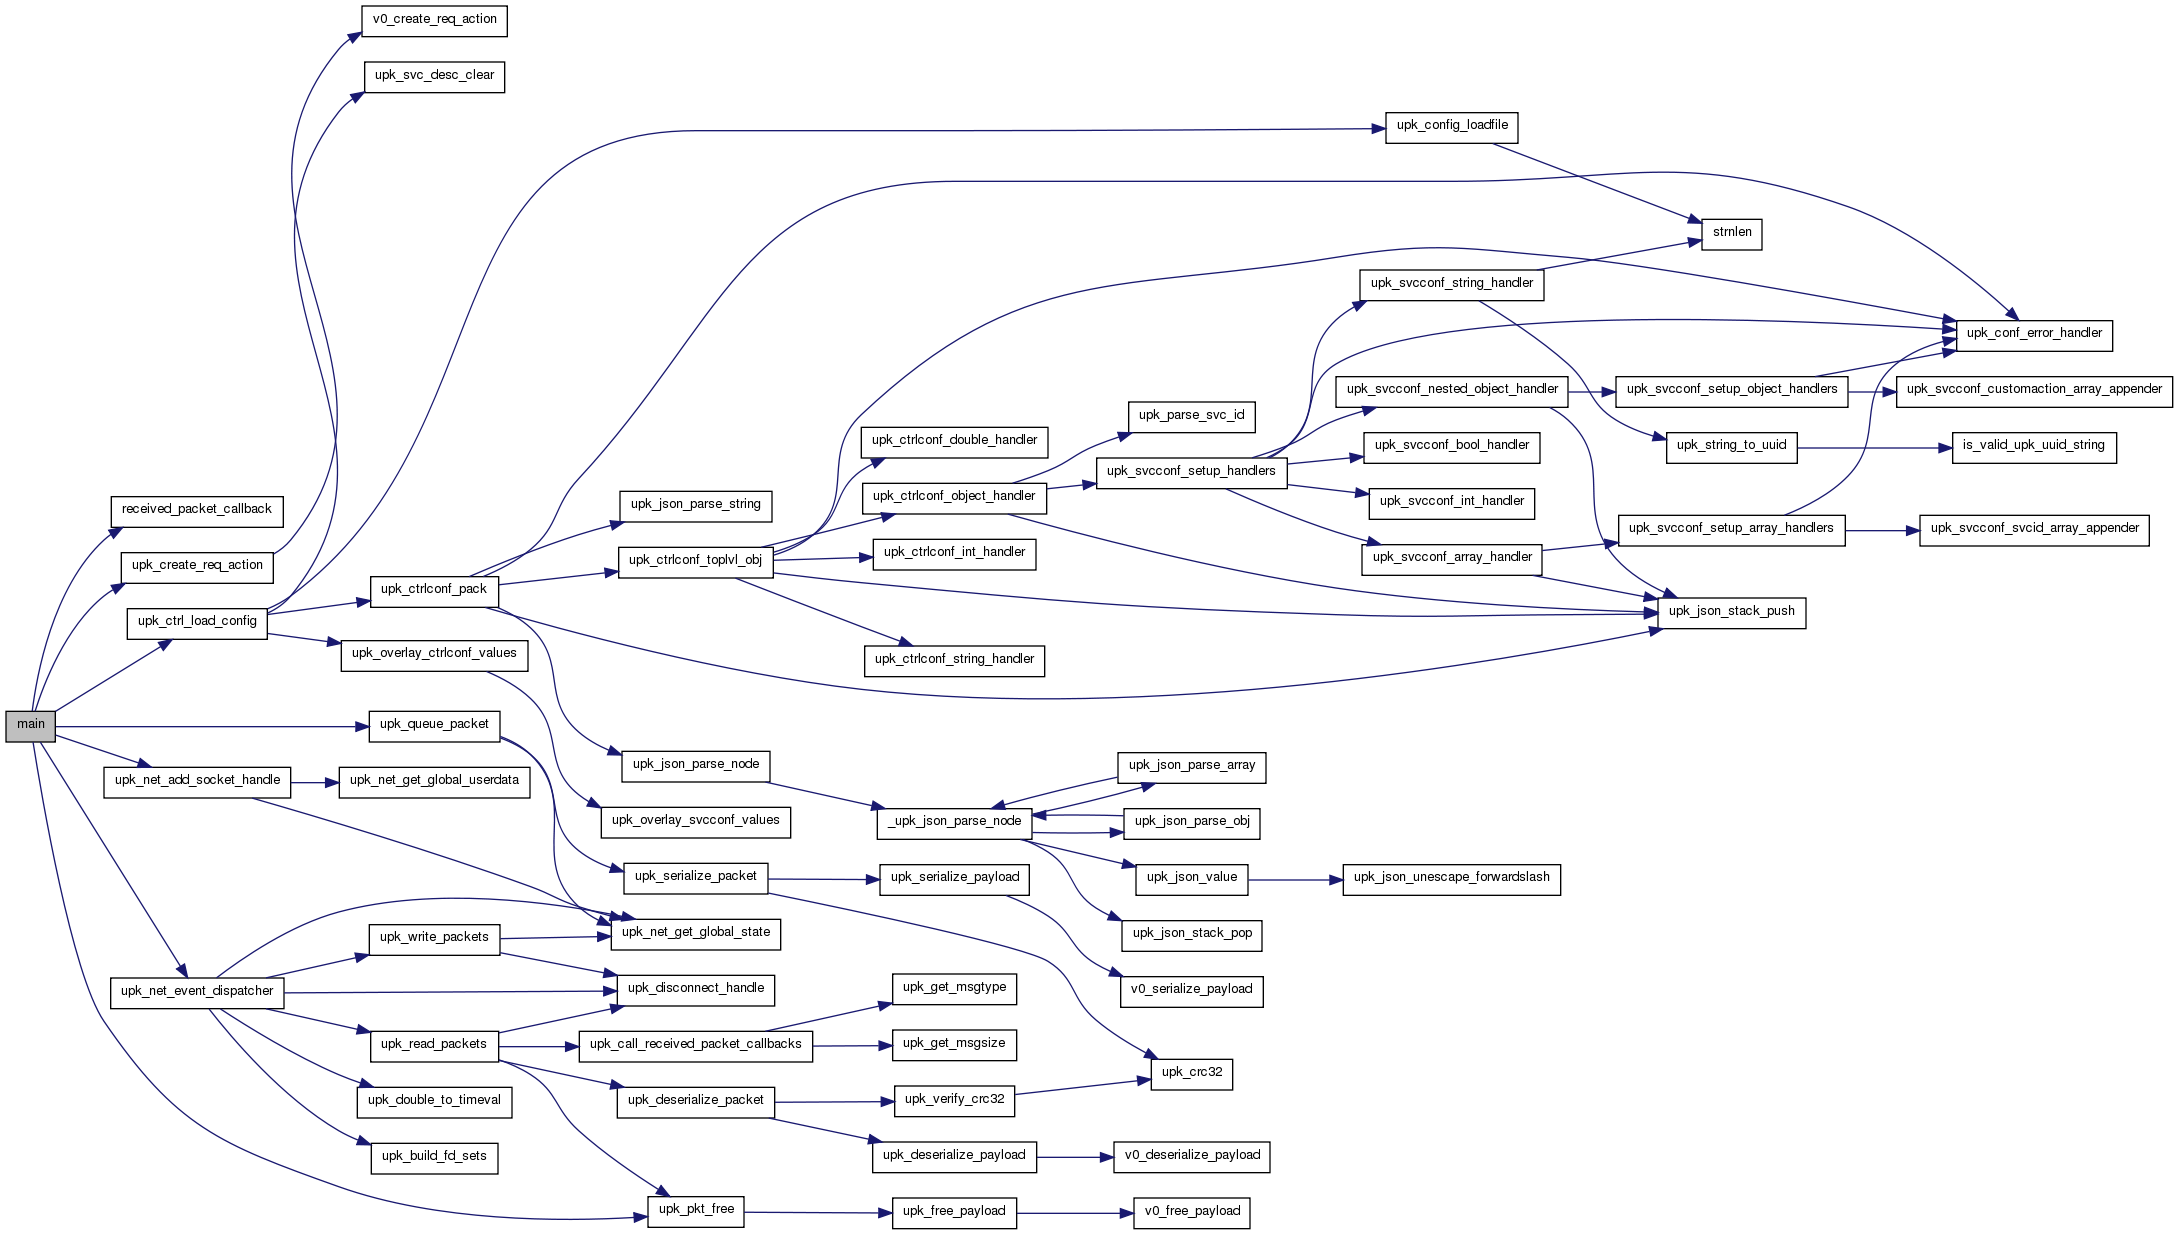 v0_create_req_action
upk_svc_desc_clear
upk_config_loadfile
strnlen
upk_svcconf_string_handler
upk_conf_error_handler
upk_svcconf_nested_object_handler
upk_svcconf_setup_object_handlers
upk_svcconf_customaction_array_appender
upk_parse_svc_id
upk_ctrlconf_double_handler
upk_svcconf_bool_handler
upk_string_to_uuid
is_valid_upk_uuid_string
upk_svcconf_setup_handlers
upk_ctrlconf_object_handler
upk_svcconf_int_handler
upk_json_parse_string
received_packet_callback
upk_svcconf_setup_array_handlers
upk_svcconf_svcid_array_appender
upk_ctrlconf_int_handler
upk_svcconf_array_handler
upk_ctrlconf_toplvl_obj
upk_create_req_action
upk_ctrlconf_pack
upk_json_stack_push
upk_ctrl_load_config
upk_overlay_ctrlconf_values
upk_ctrlconf_string_handler
main
upk_queue_packet
upk_json_parse_node
upk_json_parse_array
upk_net_add_socket_handle
upk_net_get_global_userdata
upk_overlay_svcconf_values
_upk_json_parse_node
upk_json_parse_obj
upk_serialize_packet
upk_serialize_payload
upk_json_value
upk_json_unescape_forwardslash
upk_write_packets
upk_net_get_global_state
upk_json_stack_pop
upk_net_event_dispatcher
upk_disconnect_handle
upk_get_msgtype
v0_serialize_payload
upk_read_packets
upk_call_received_packet_callbacks
upk_get_msgsize
upk_crc32
upk_double_to_timeval
upk_deserialize_packet
upk_verify_crc32
upk_build_fd_sets
upk_deserialize_payload
v0_deserialize_payload
upk_pkt_free
upk_free_payload
v0_free_payload